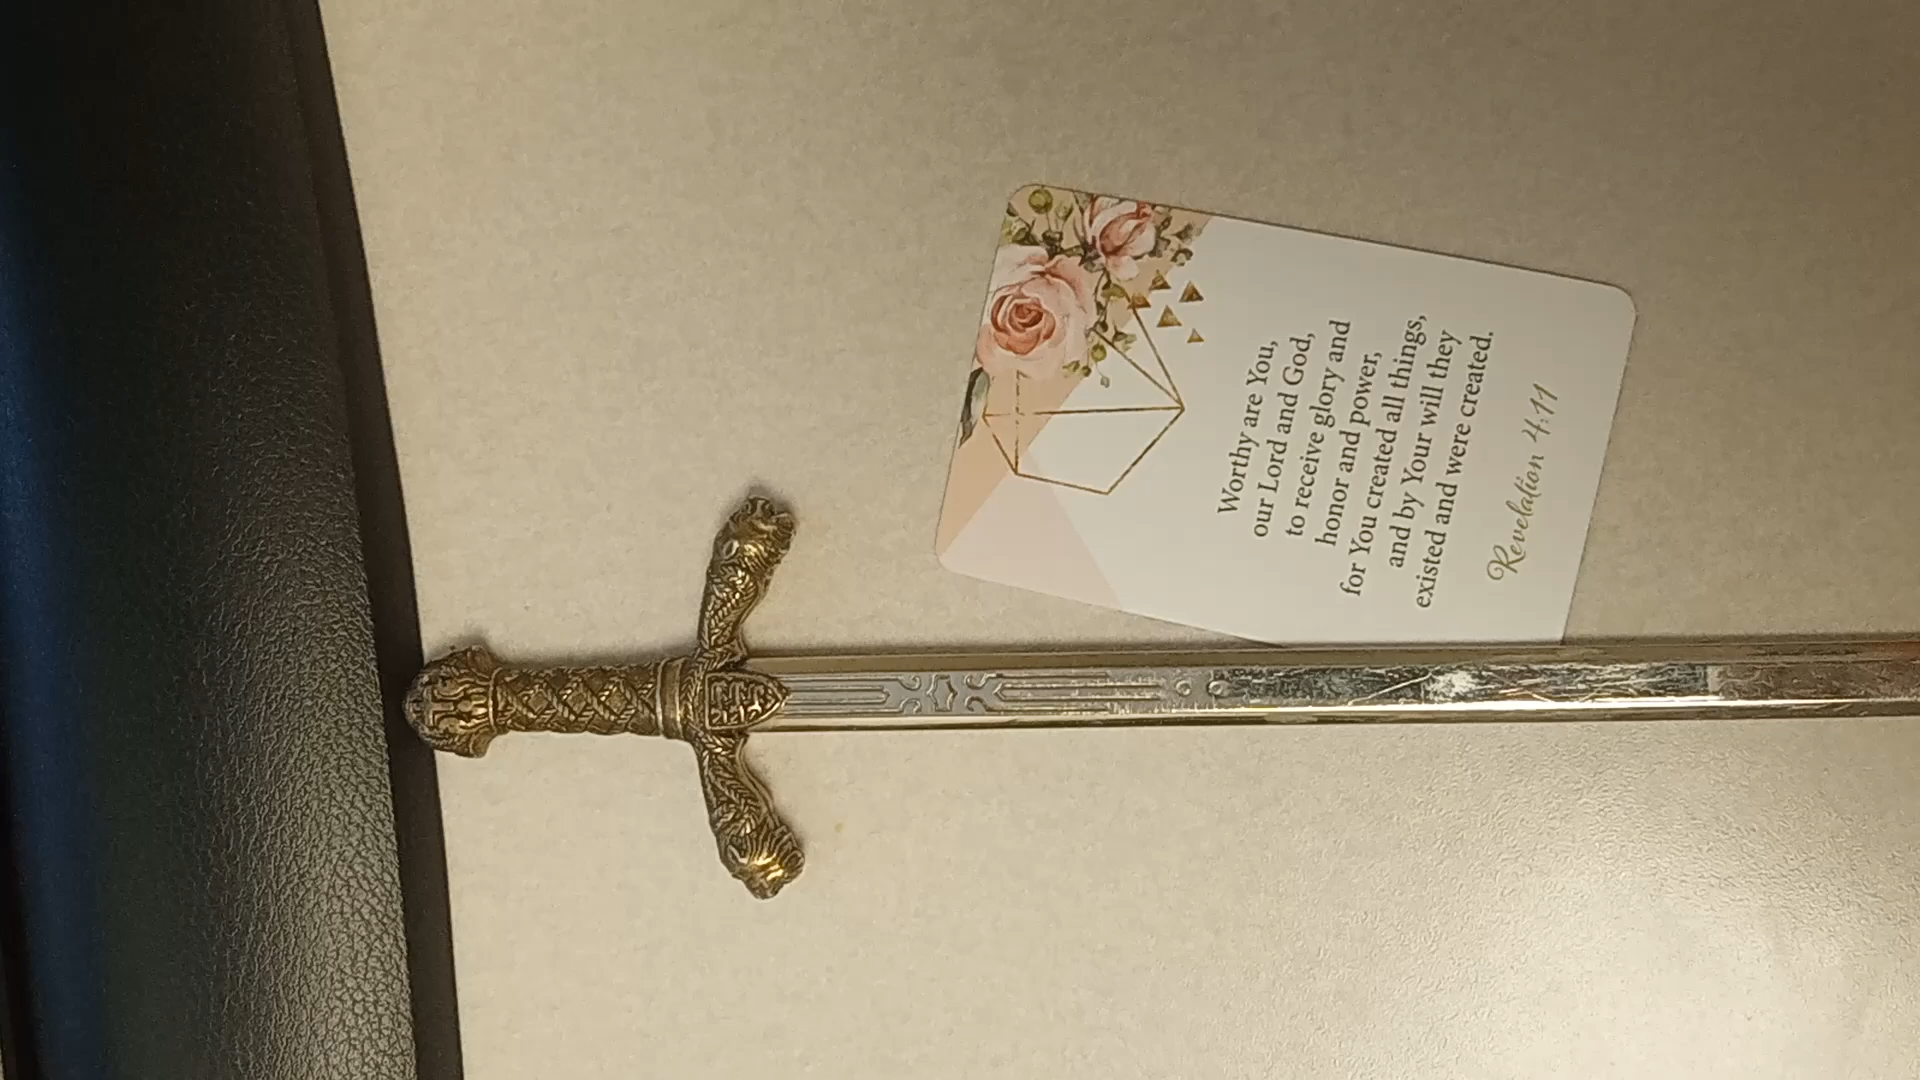 Worthy are You,
our Lord and God,
to receive glory and
honor and power,
for You created all things,
and by Your will they
existed and were created.
Revelation 4:11